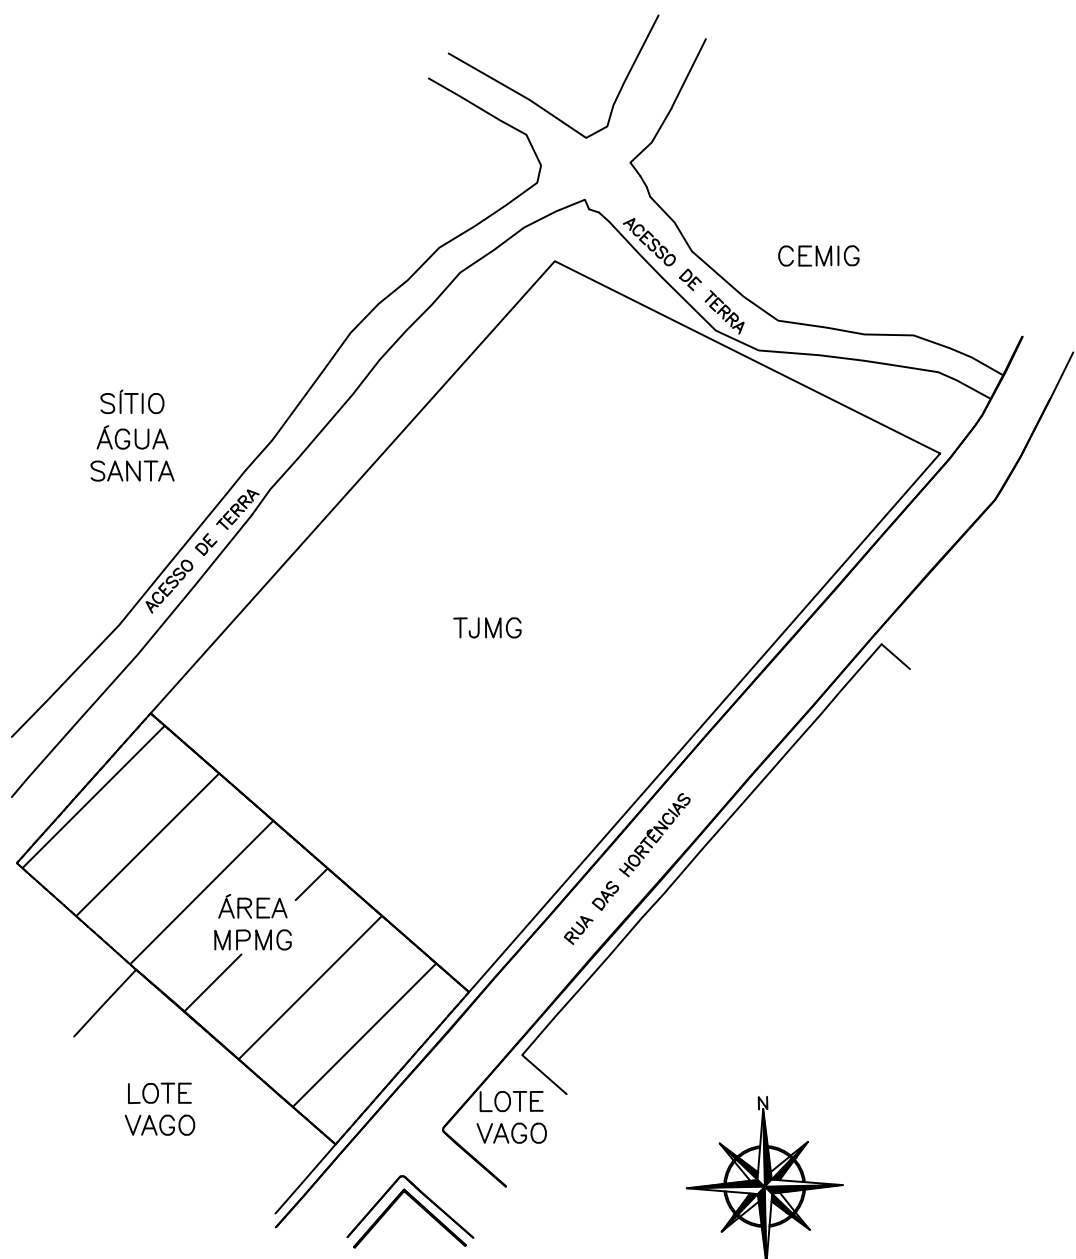 ACESSO DE TERRA
CEMIG
SÍTIO
ÁGUA
SANTA
ACESSO DE TERRA
TJMG
RUA DAS HORTÊNCIAS
ÁREA
MPMG
LOTE
VAGO
LOTE
VAGO
N